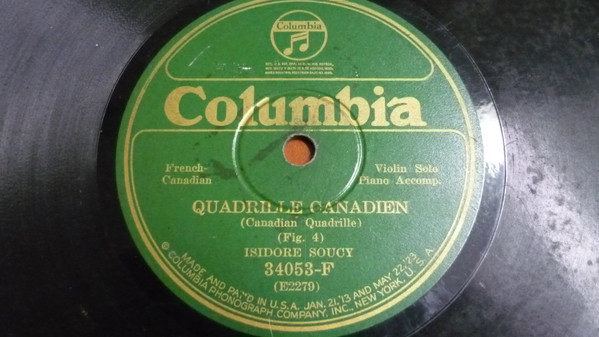 Columbia
Columbia
French-
Canadian
Violin Solo
Piano Accomp.
QUADRILLE CANADIEN
(Canadian Quadrille)
(Fig. 4)
ISIDORE SOUCY
34053-F
(E2279)
MADE AND PAT'D IN U.S.A. JAN. 21,'13 AND MAY 22,'23
© COLUMBIA PHONOGRAPH COMPANY, INC., NEW YORK, U.S.A.